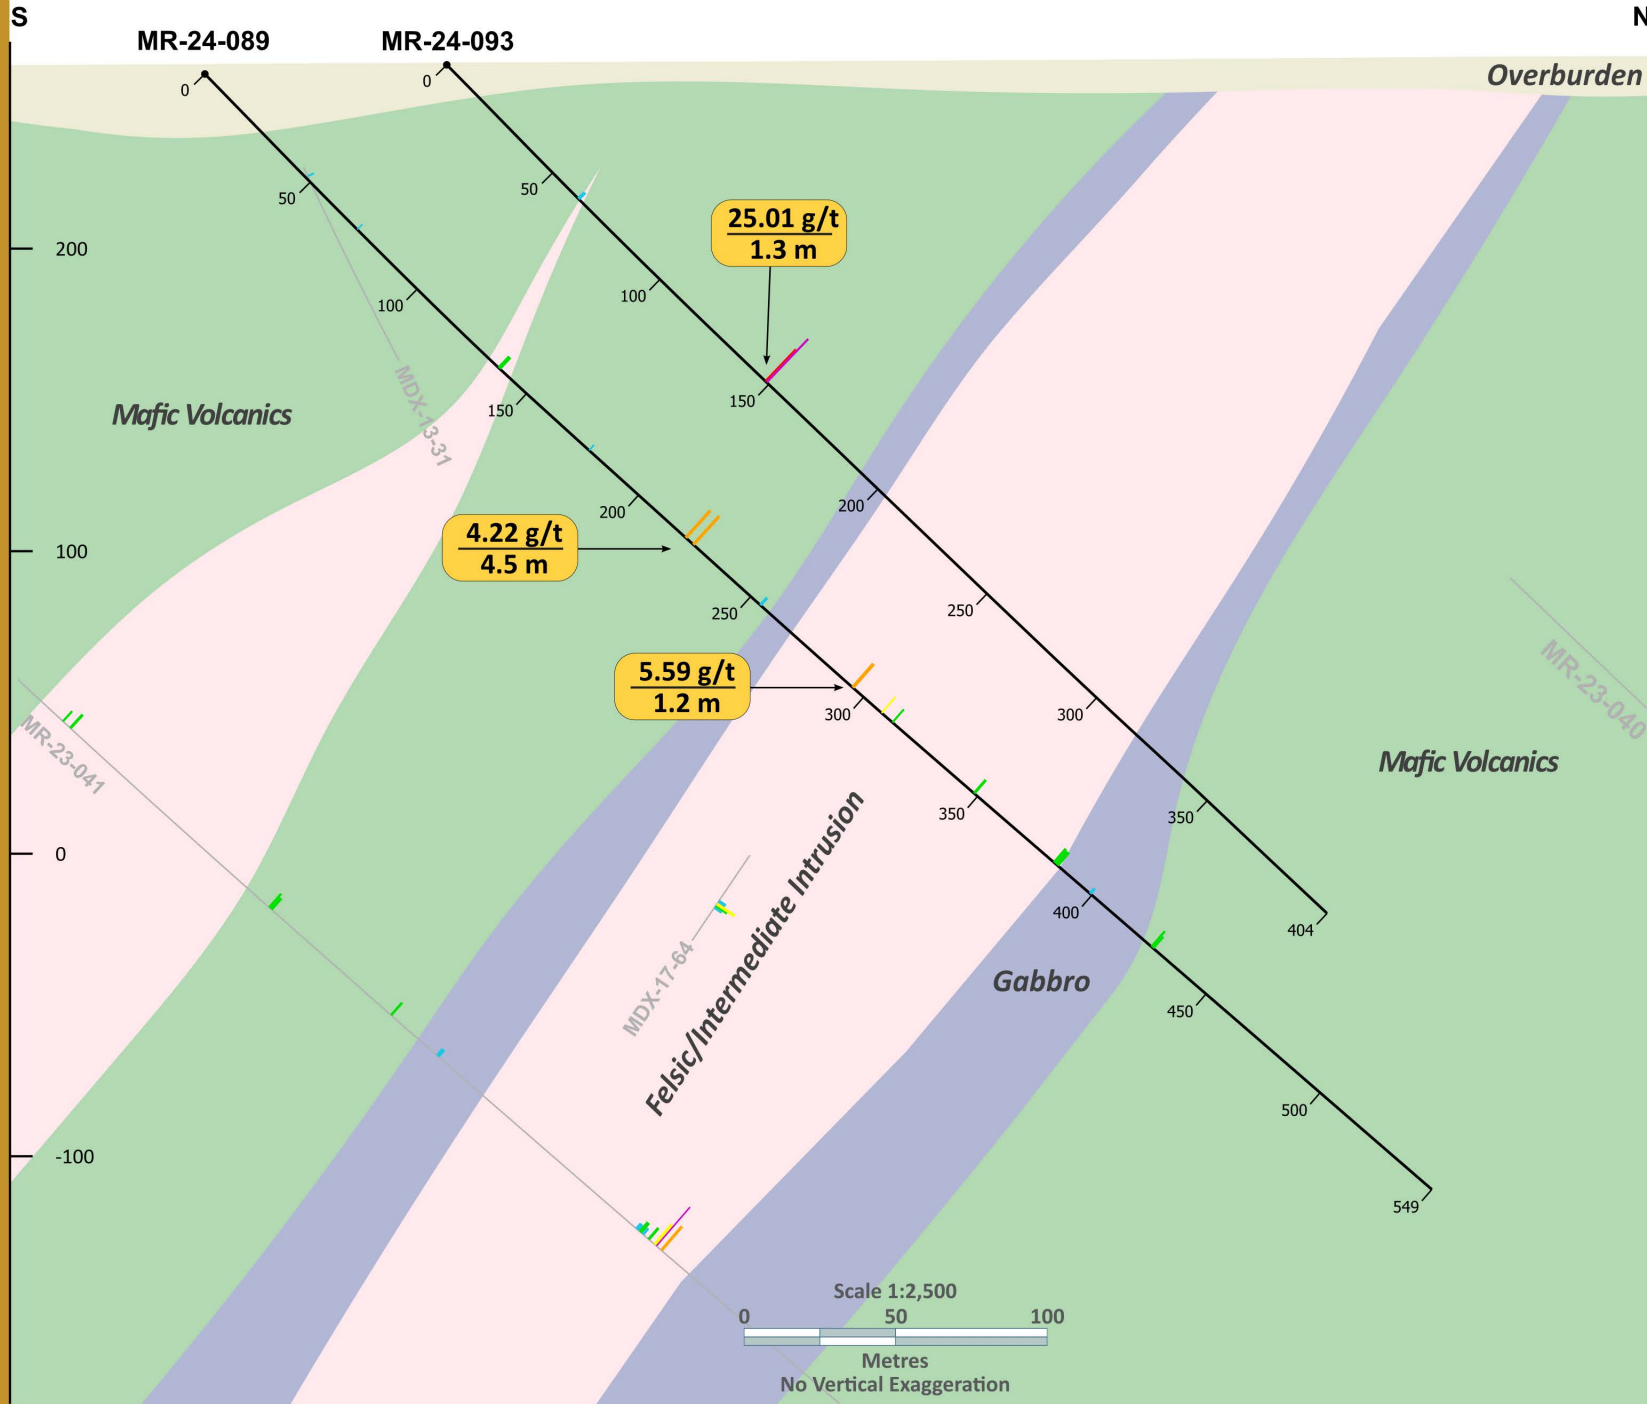 S
N
MR-24-089
MR-24-093
Overburden
0
0
50
50
200
25.01 g/t
1.3 m
100
100
150
150
MDX-13-31
Mafic Volcanics
200
200
4.22 g/t
4.5 m
100
250
250
5.59 g/t
1.2 m
300
300
MR-23-040
MR-23-041
Mafic Volcanics
350
350
0
400
404
MDX-17-64
Felsic/Intermediate Intrusion
Gabbro
450
500
-100
549
Scale 1:2,500
0 50 100
Metres
No Vertical Exaggeration